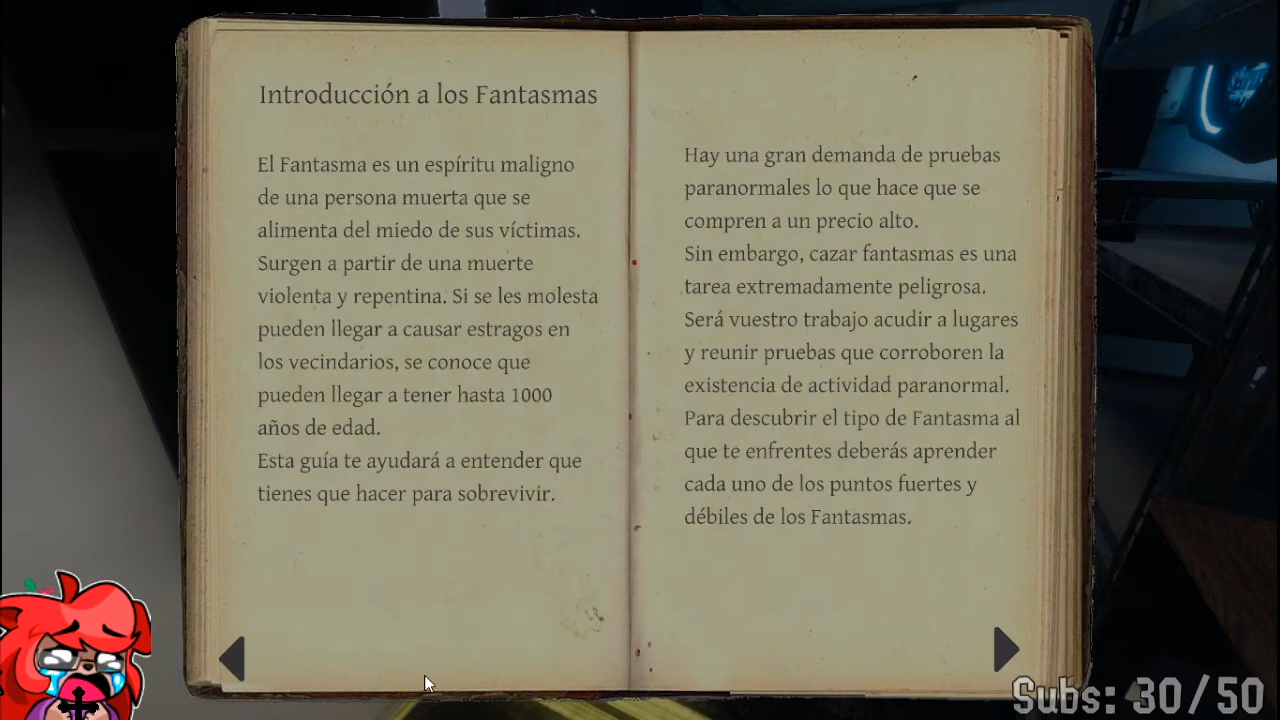 Introducción a los Fantasmas
El Fantasma es un espíritu maligno
de una persona muerta que se
alimenta del miedo de sus víctimas.
Surgen a partir de una muerte
violenta y repentina. Si se les molesta
pueden llegar a causar estragos en
los vecindarios, se conoce que
pueden llegar a tener hasta 1000
años de edad.
Esta guía te ayudará a entender que
tienes que hacer para sobrevivir.
Hay una gran demanda de pruebas
paranormales lo que hace que se
compren a un precio alto.
Sin embargo, cazar fantasmas es una
tarea extremadamente peligrosa.
Será vuestro trabajo acudir a lugares
y reunir pruebas que corroboren la
existencia de actividad paranormal.
Para descubrir el tipo de Fantasma al
que te enfrentes deberás aprender
cada uno de los puntos fuertes y
débiles de los Fantasmas.
Subs: 30/50